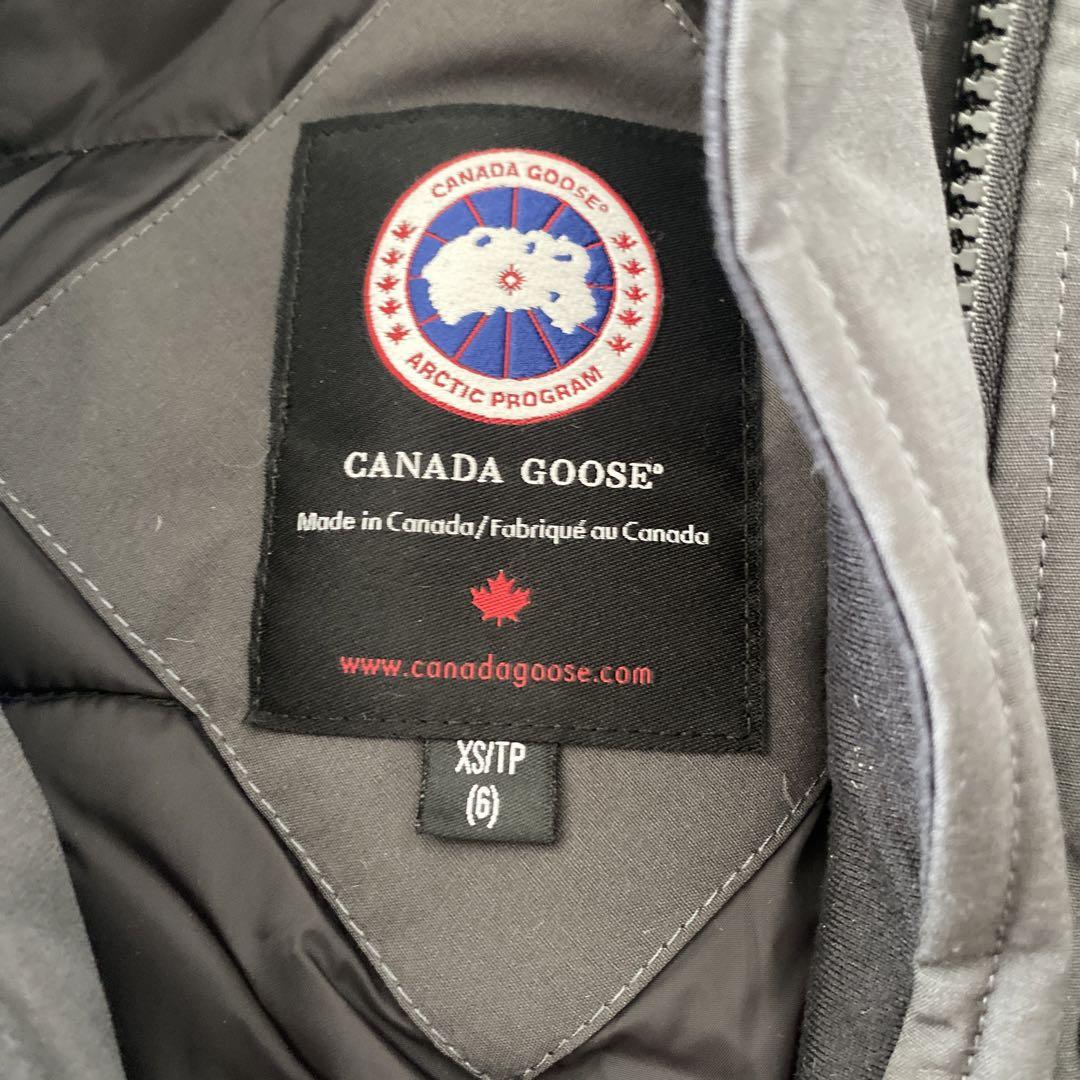 CANADA GOOSE®
ARCTIC PROGRAM
CANADA GOOSE®
Made in Canada/Fabriqué au Canada
www.canadagoose.com
XS/TP
(6)